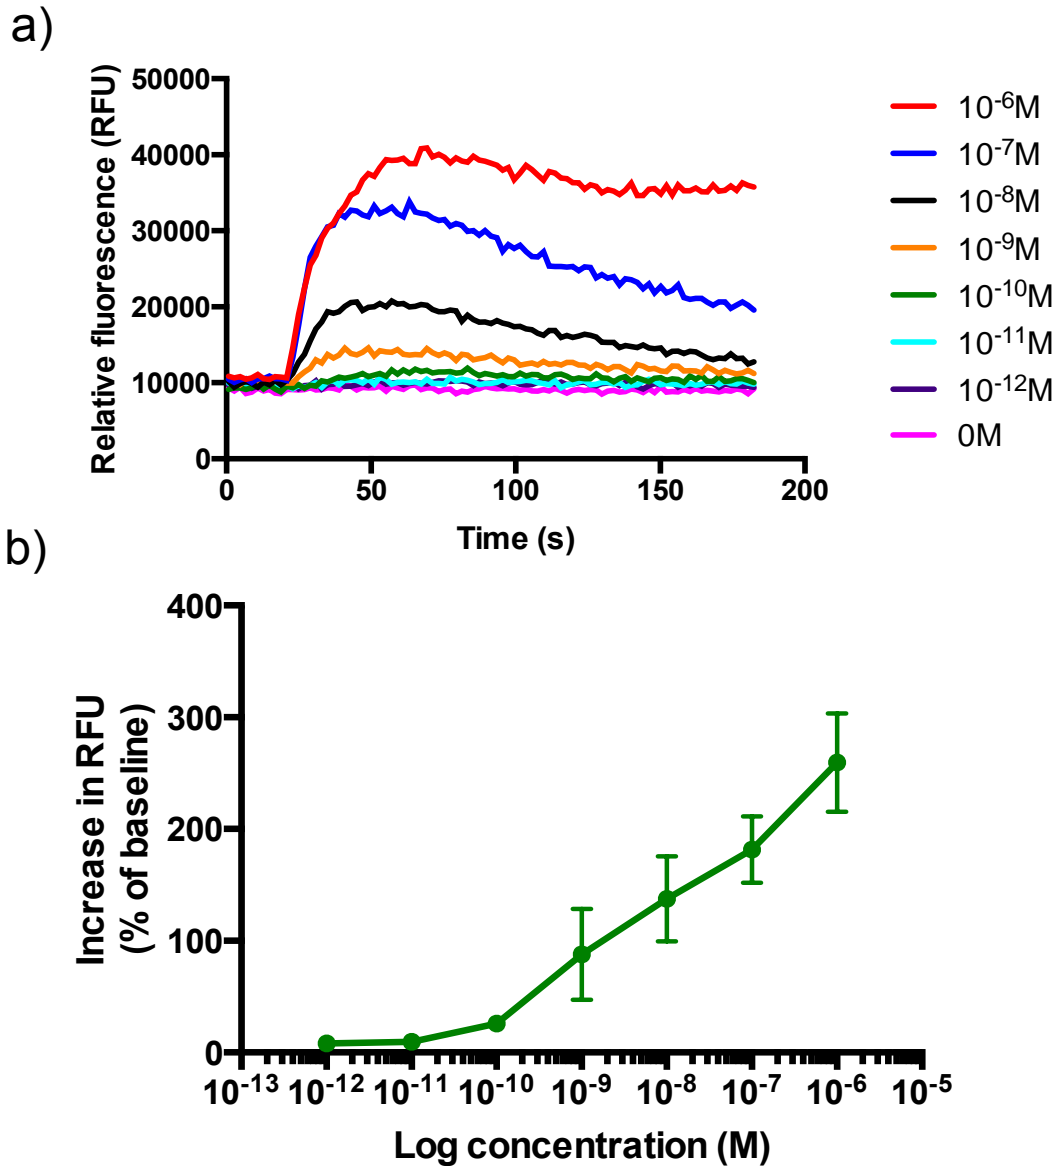 a)
Relative fluorescence (RFU)
50000
40000
30000
20000
10000
0
0 50 100 150 200
Time (s)
10⁻⁶M
10⁻⁷M
10⁻⁸M
10⁻⁹M
10⁻¹⁰M
10⁻¹¹M
10⁻¹²M
0M
b)
Increase in RFU
(% of baseline)
400
300
200
100
0
10⁻¹³ 10⁻¹² 10⁻¹¹ 10⁻¹⁰ 10⁻⁹ 10⁻⁸ 10⁻⁷ 10⁻⁶ 10⁻⁵
Log concentration (M)